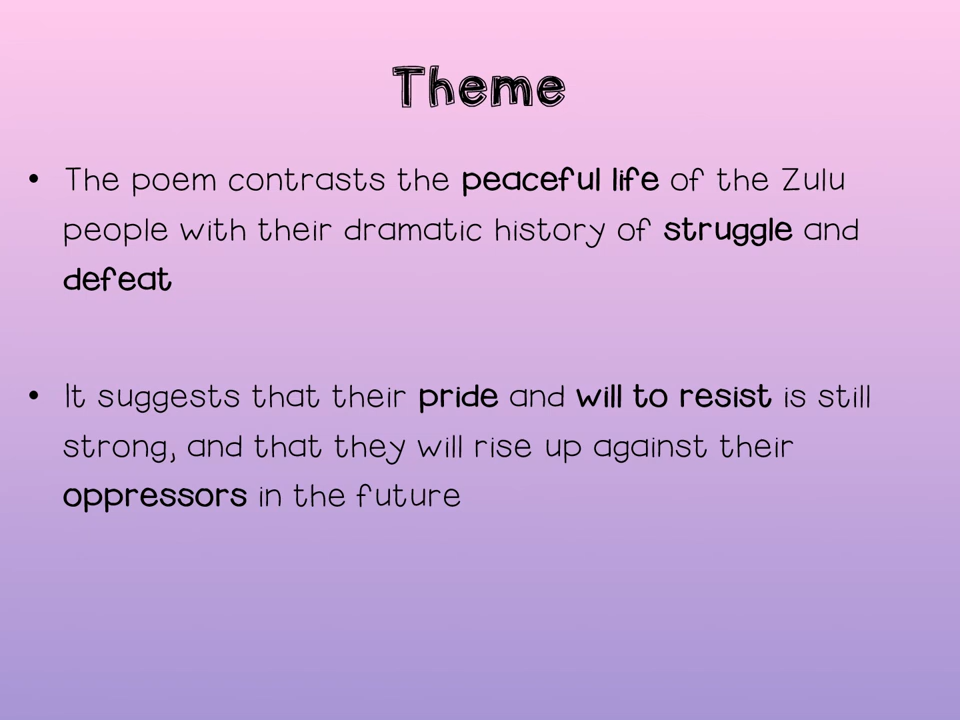 Theme
• The poem contrasts the peaceful life of the Zulu
people with their dramatic history of struggle and
defeat
• It suggests that their pride and will to resist is still
strong, and that they will rise up against their
oppressors in the future